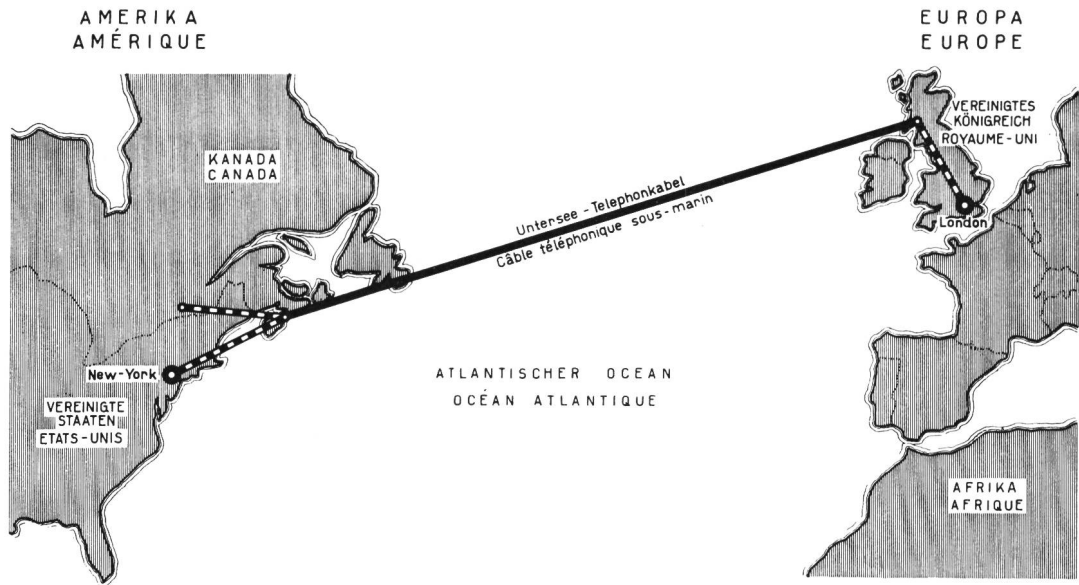 AMERIKA
AMÉRIQUE
EUROPA
EUROPE
KANADA
CANADA
VEREINIGTES
KÖNIGREICH
ROYAUME-UNI
Untersee-Telephonkabel
Câble téléphonique sous-marin
London
New-York
ATLANTISCHER OCEAN
OCÉAN ATLANTIQUE
VEREINIGTE
STAATEN
ETATS-UNIS
AFRIKA
AFRIQUE